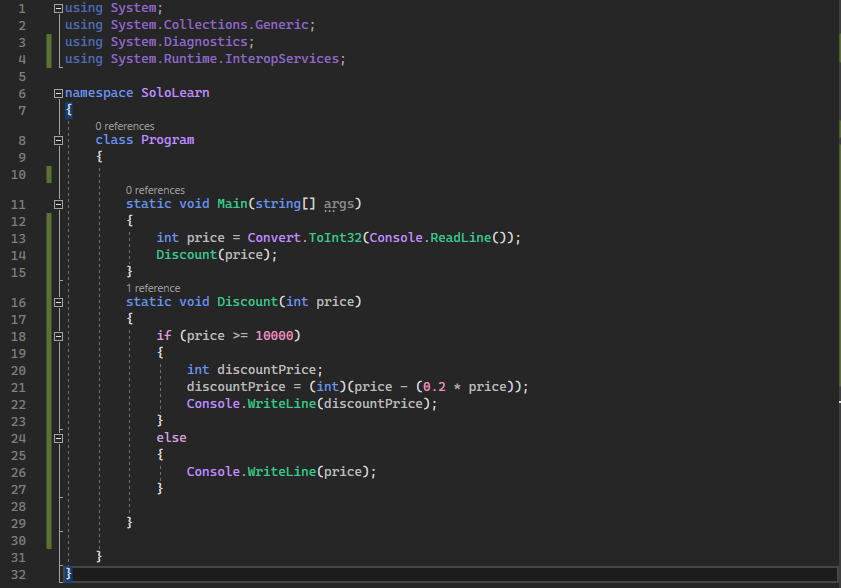 1 using System;
2 using System.Collections.Generic;
3 using System.Diagnostics;
4 using System.Runtime.InteropServices;
5
6 namespace SoloLearn
7 {
0 references
8 class Program
9 {
10
0 references
11 static void Main(string[] args)
12 {
13 int price = Convert.ToInt32(Console.ReadLine());
14 Discount(price);
15 }
1 reference
16 static void Discount(int price)
17 {
18 if (price >= 10000)
19 {
20 int discountPrice;
21 discountPrice = (int)(price - (0.2 * price));
22 Console.WriteLine(discountPrice);
23 }
24 else
25 {
26 Console.WriteLine(price);
27 }
28
29 }
30
31 }
32 }